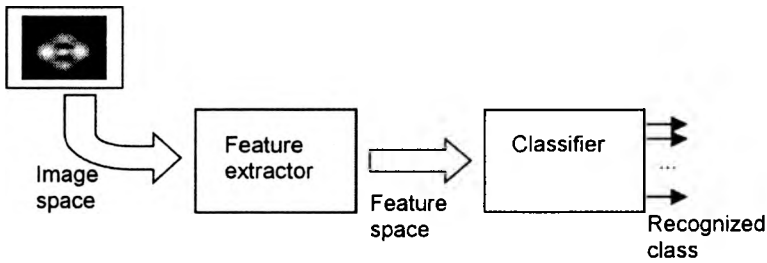 Image
space
Feature
extractor
Feature
space
Classifier
...
Recognized
class